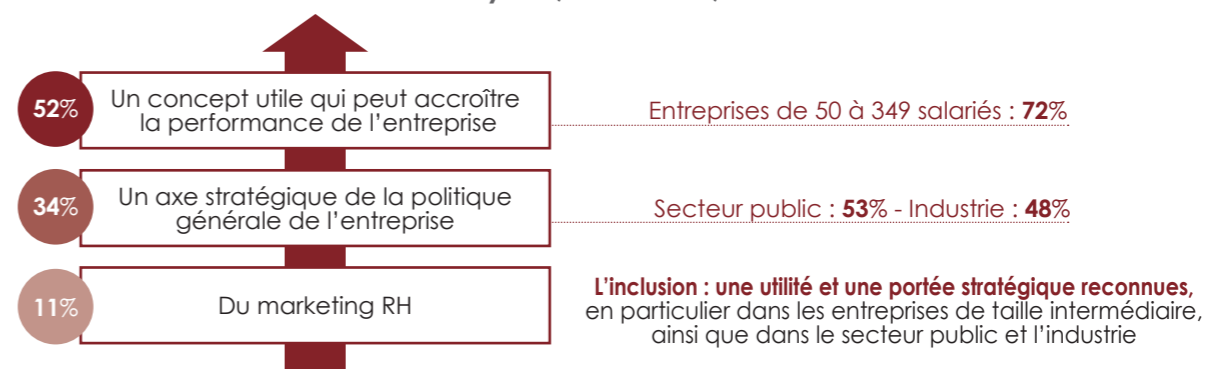 52%
Un concept utile qui peut accroître
la performance de l'entreprise
Entreprises de 50 à 349 salariés : 72%
34%
Un axe stratégique de la politique
générale de l'entreprise
Secteur public : 53% - Industrie : 48%
11%
Du marketing RH
L'inclusion : une utilité et une portée stratégique reconnues,
en particulier dans les entreprises de taille intermédiaire,
ainsi que dans le secteur public et l'industrie